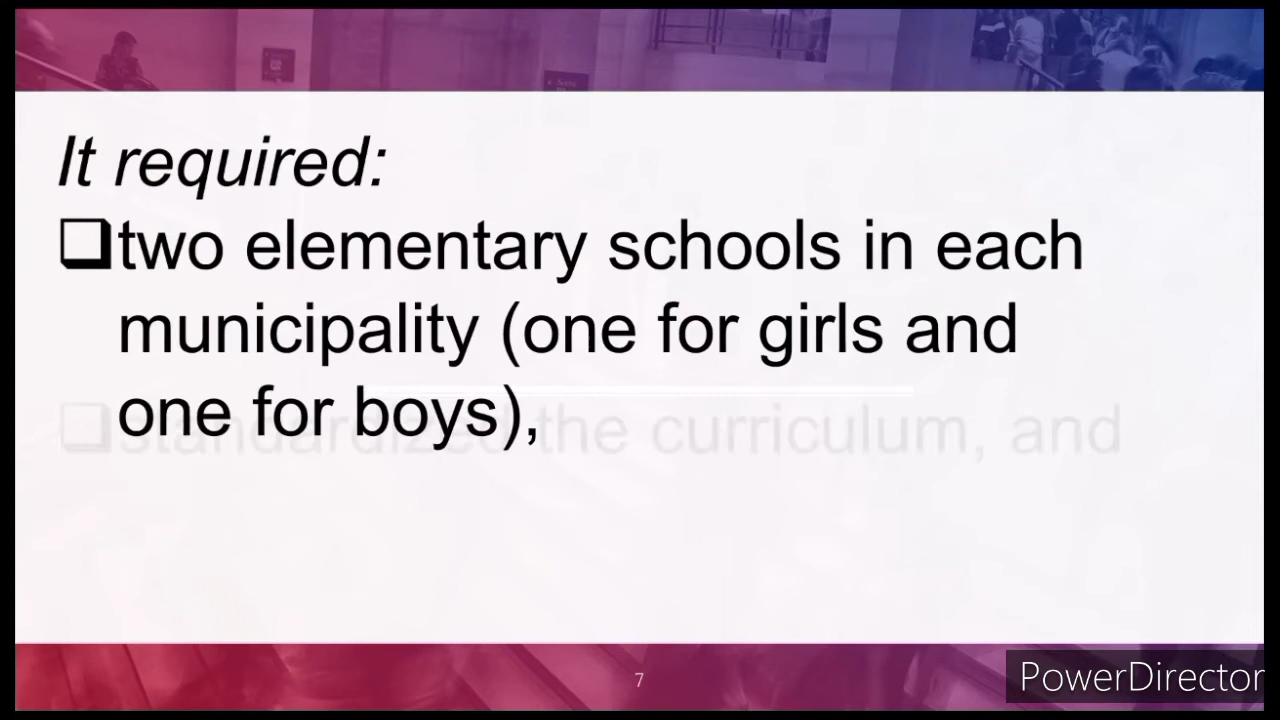 It required:
❑two elementary schools in each
municipality (one for girls and
one for boys),
❑standardized the curriculum, and
7
PowerDirector